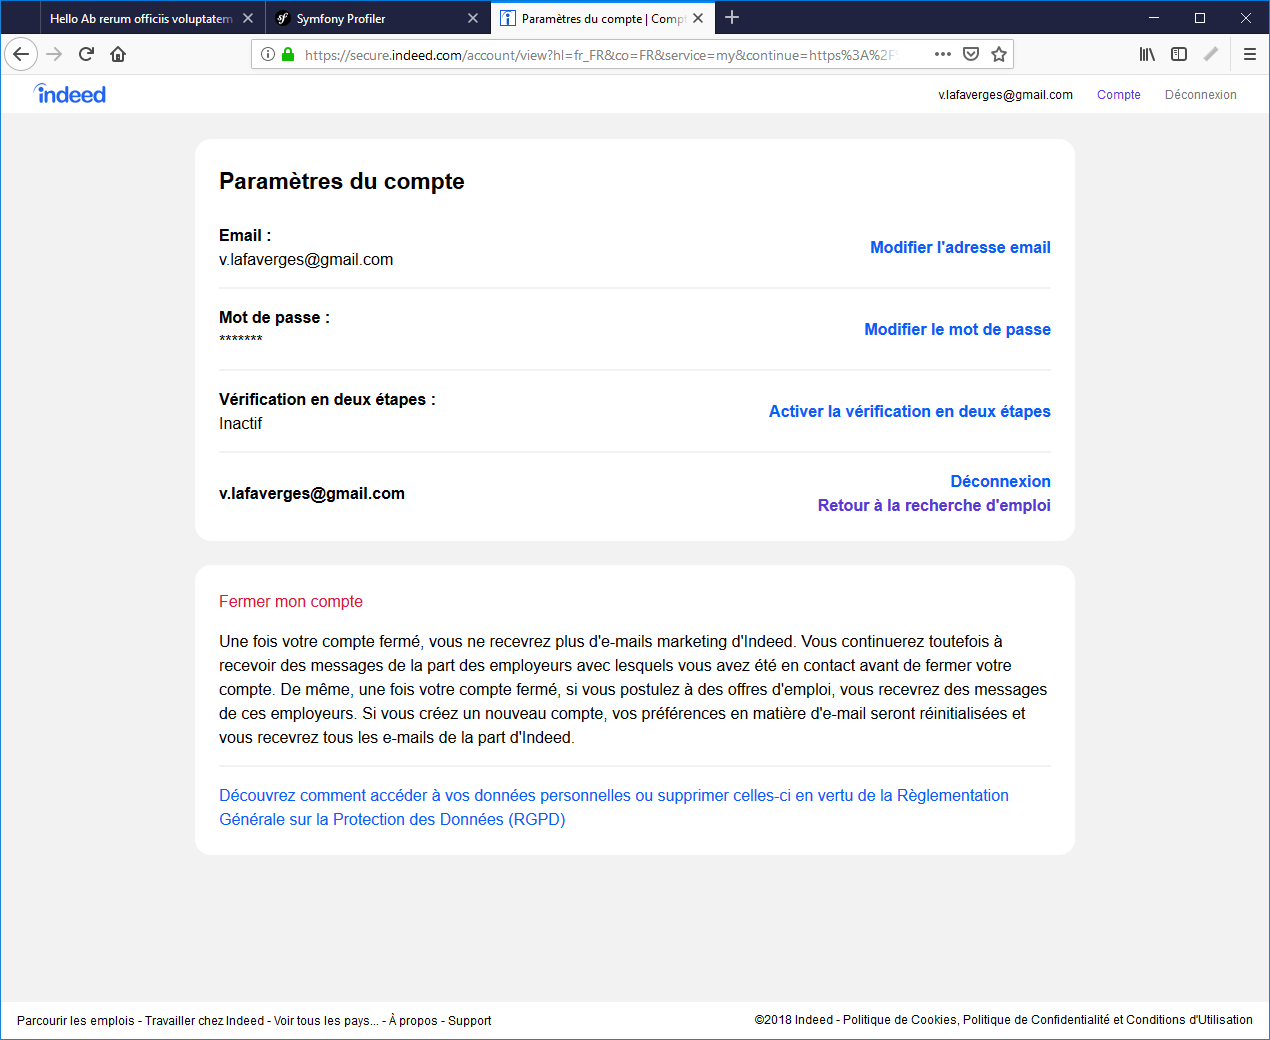 Hello Ab rerum officiis voluptatem
Symfony Profiler
Paramètres du compte | Compt
https://secure.indeed.com/account/view?hl=fr_FR&co=FR&service=my&continue=https%3A%2F
indeed
v.lafaverges@gmail.com Compte Déconnexion
Paramètres du compte
Email :
v.lafaverges@gmail.com
Modifier l'adresse email
Mot de passe :
*******
Modifier le mot de passe
Vérification en deux étapes :
Inactif
Activer la vérification en deux étapes
v.lafaverges@gmail.com
Déconnexion
Retour à la recherche d'emploi
Fermer mon compte
Une fois votre compte fermé, vous ne recevrez plus d'e-mails marketing d'Indeed. Vous continuerez toutefois à
recevoir des messages de la part des employeurs avec lesquels vous avez été en contact avant de fermer votre
compte. De même, une fois votre compte fermé, si vous postulez à des offres d'emploi, vous recevrez des messages
de ces employeurs. Si vous créez un nouveau compte, vos préférences en matière d'e-mail seront réinitialisées et
vous recevrez tous les e-mails de la part d'Indeed.
Découvrez comment accéder à vos données personnelles ou supprimer celles-ci en vertu de la Règlementation
Générale sur la Protection des Données (RGPD)
Parcourir les emplois - Travailler chez Indeed - Voir tous les pays... - À propos - Support
©2018 Indeed - Politique de Cookies, Politique de Confidentialité et Conditions d'Utilisation